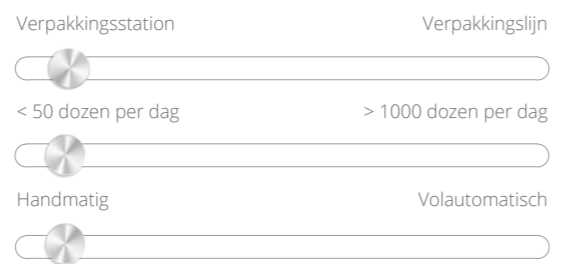 Verpakkingsstation Verpakkingslijn
< 50 dozen per dag > 1000 dozen per dag
Handmatig Volautomatisch